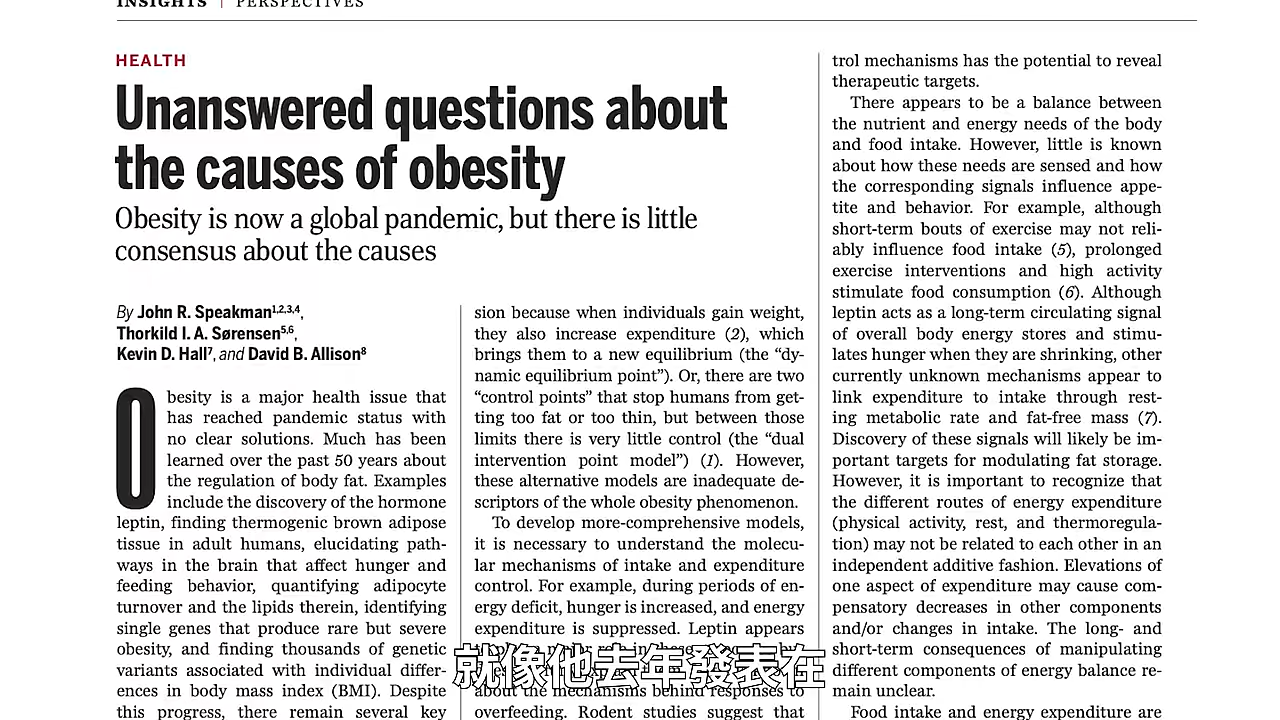 INSIGHTS | PERSPECTIVES
HEALTH
Unanswered questions about
the causes of obesity
Obesity is now a global pandemic, but there is little
consensus about the causes
By John R. Speakman1,2,3,4,
Thorkild I. A. Sørensen5,6,
Kevin D. Hall7, and David B. Allison8
Obesity is a major health issue that
has reached pandemic status with
no clear solutions. Much has been
learned over the past 50 years about
the regulation of body fat. Examples
include the discovery of the hormone
leptin, finding thermogenic brown adipose
tissue in adult humans, elucidating path-
ways in the brain that affect hunger and
feeding behavior, quantifying adipocyte
turnover and the lipids therein, identifying
single genes that produce rare but severe
obesity, and finding thousands of genetic
variants associated with individual differ-
ences in body mass index (BMI). Despite
this progress, there remain several key
sion because when individuals gain weight,
they also increase expenditure (2), which
brings them to a new equilibrium (the “dy-
namic equilibrium point”). Or, there are two
“control points” that stop humans from get-
ting too fat or too thin, but between those
limits there is very little control (the “dual
intervention point model”) (1). However,
these alternative models are inadequate de-
scriptors of the whole obesity phenomenon.
To develop more-comprehensive models,
it is necessary to understand the molecu-
lar mechanisms of intake and expenditure
control. For example, during periods of en-
ergy deficit, hunger is increased, and energy
expenditure is suppressed. Leptin appears
about the mechanisms behind responses to
overfeeding. Rodent studies suggest that
trol mechanisms has the potential to reveal
therapeutic targets.
There appears to be a balance between
the nutrient and energy needs of the body
and food intake. However, little is known
about how these needs are sensed and how
the corresponding signals influence appe-
tite and behavior. For example, although
short-term bouts of exercise may not reli-
ably influence food intake (5), prolonged
exercise interventions and high activity
stimulate food consumption (6). Although
leptin acts as a long-term circulating signal
of overall body energy stores and stimu-
lates hunger when they are shrinking, other
currently unknown mechanisms appear to
link expenditure to intake through rest-
ing metabolic rate and fat-free mass (7).
Discovery of these signals will likely be im-
portant targets for modulating fat storage.
However, it is important to recognize that
the different routes of energy expenditure
(physical activity, rest, and thermoregula-
tion) may not be related to each other in an
independent additive fashion. Elevations of
one aspect of expenditure may cause com-
pensatory decreases in other components
and/or changes in intake. The long- and
short-term consequences of manipulating
different components of energy balance re-
main unclear.
Food intake and energy expenditure are
就像他去年發表在